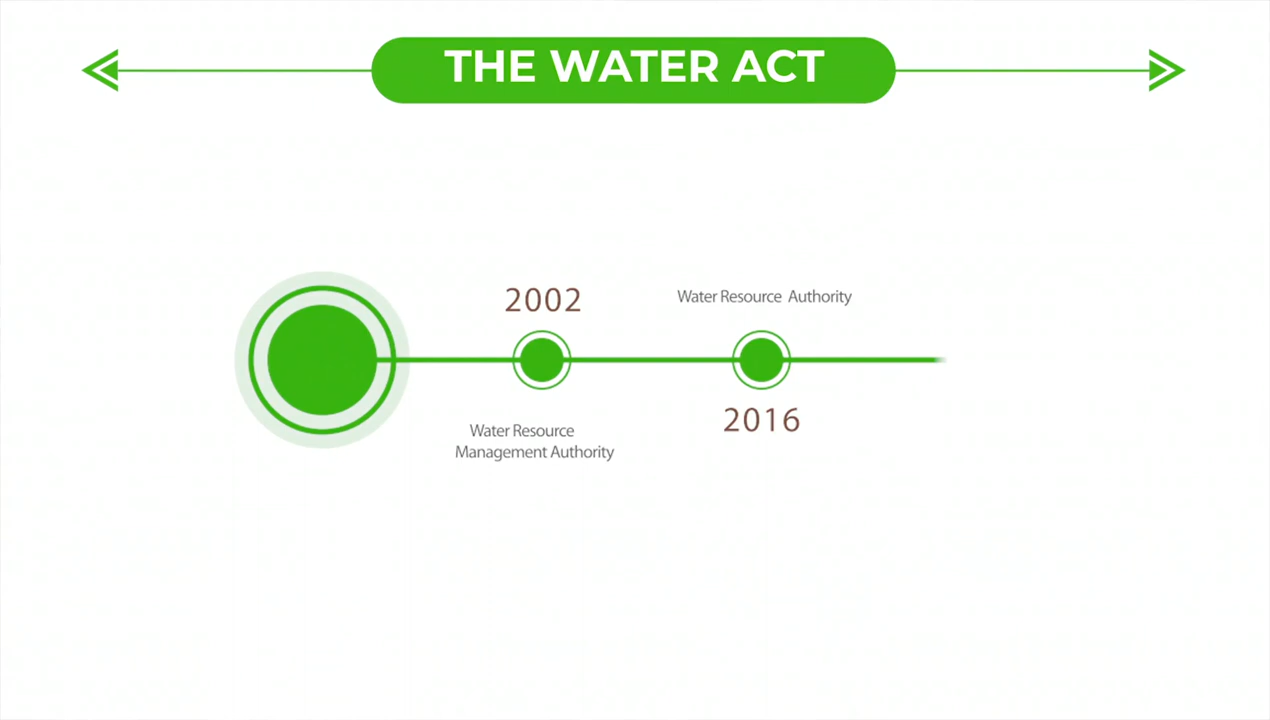 THE WATER ACT
2002
Water Resource
Management Authority
Water Resource Authority
2016